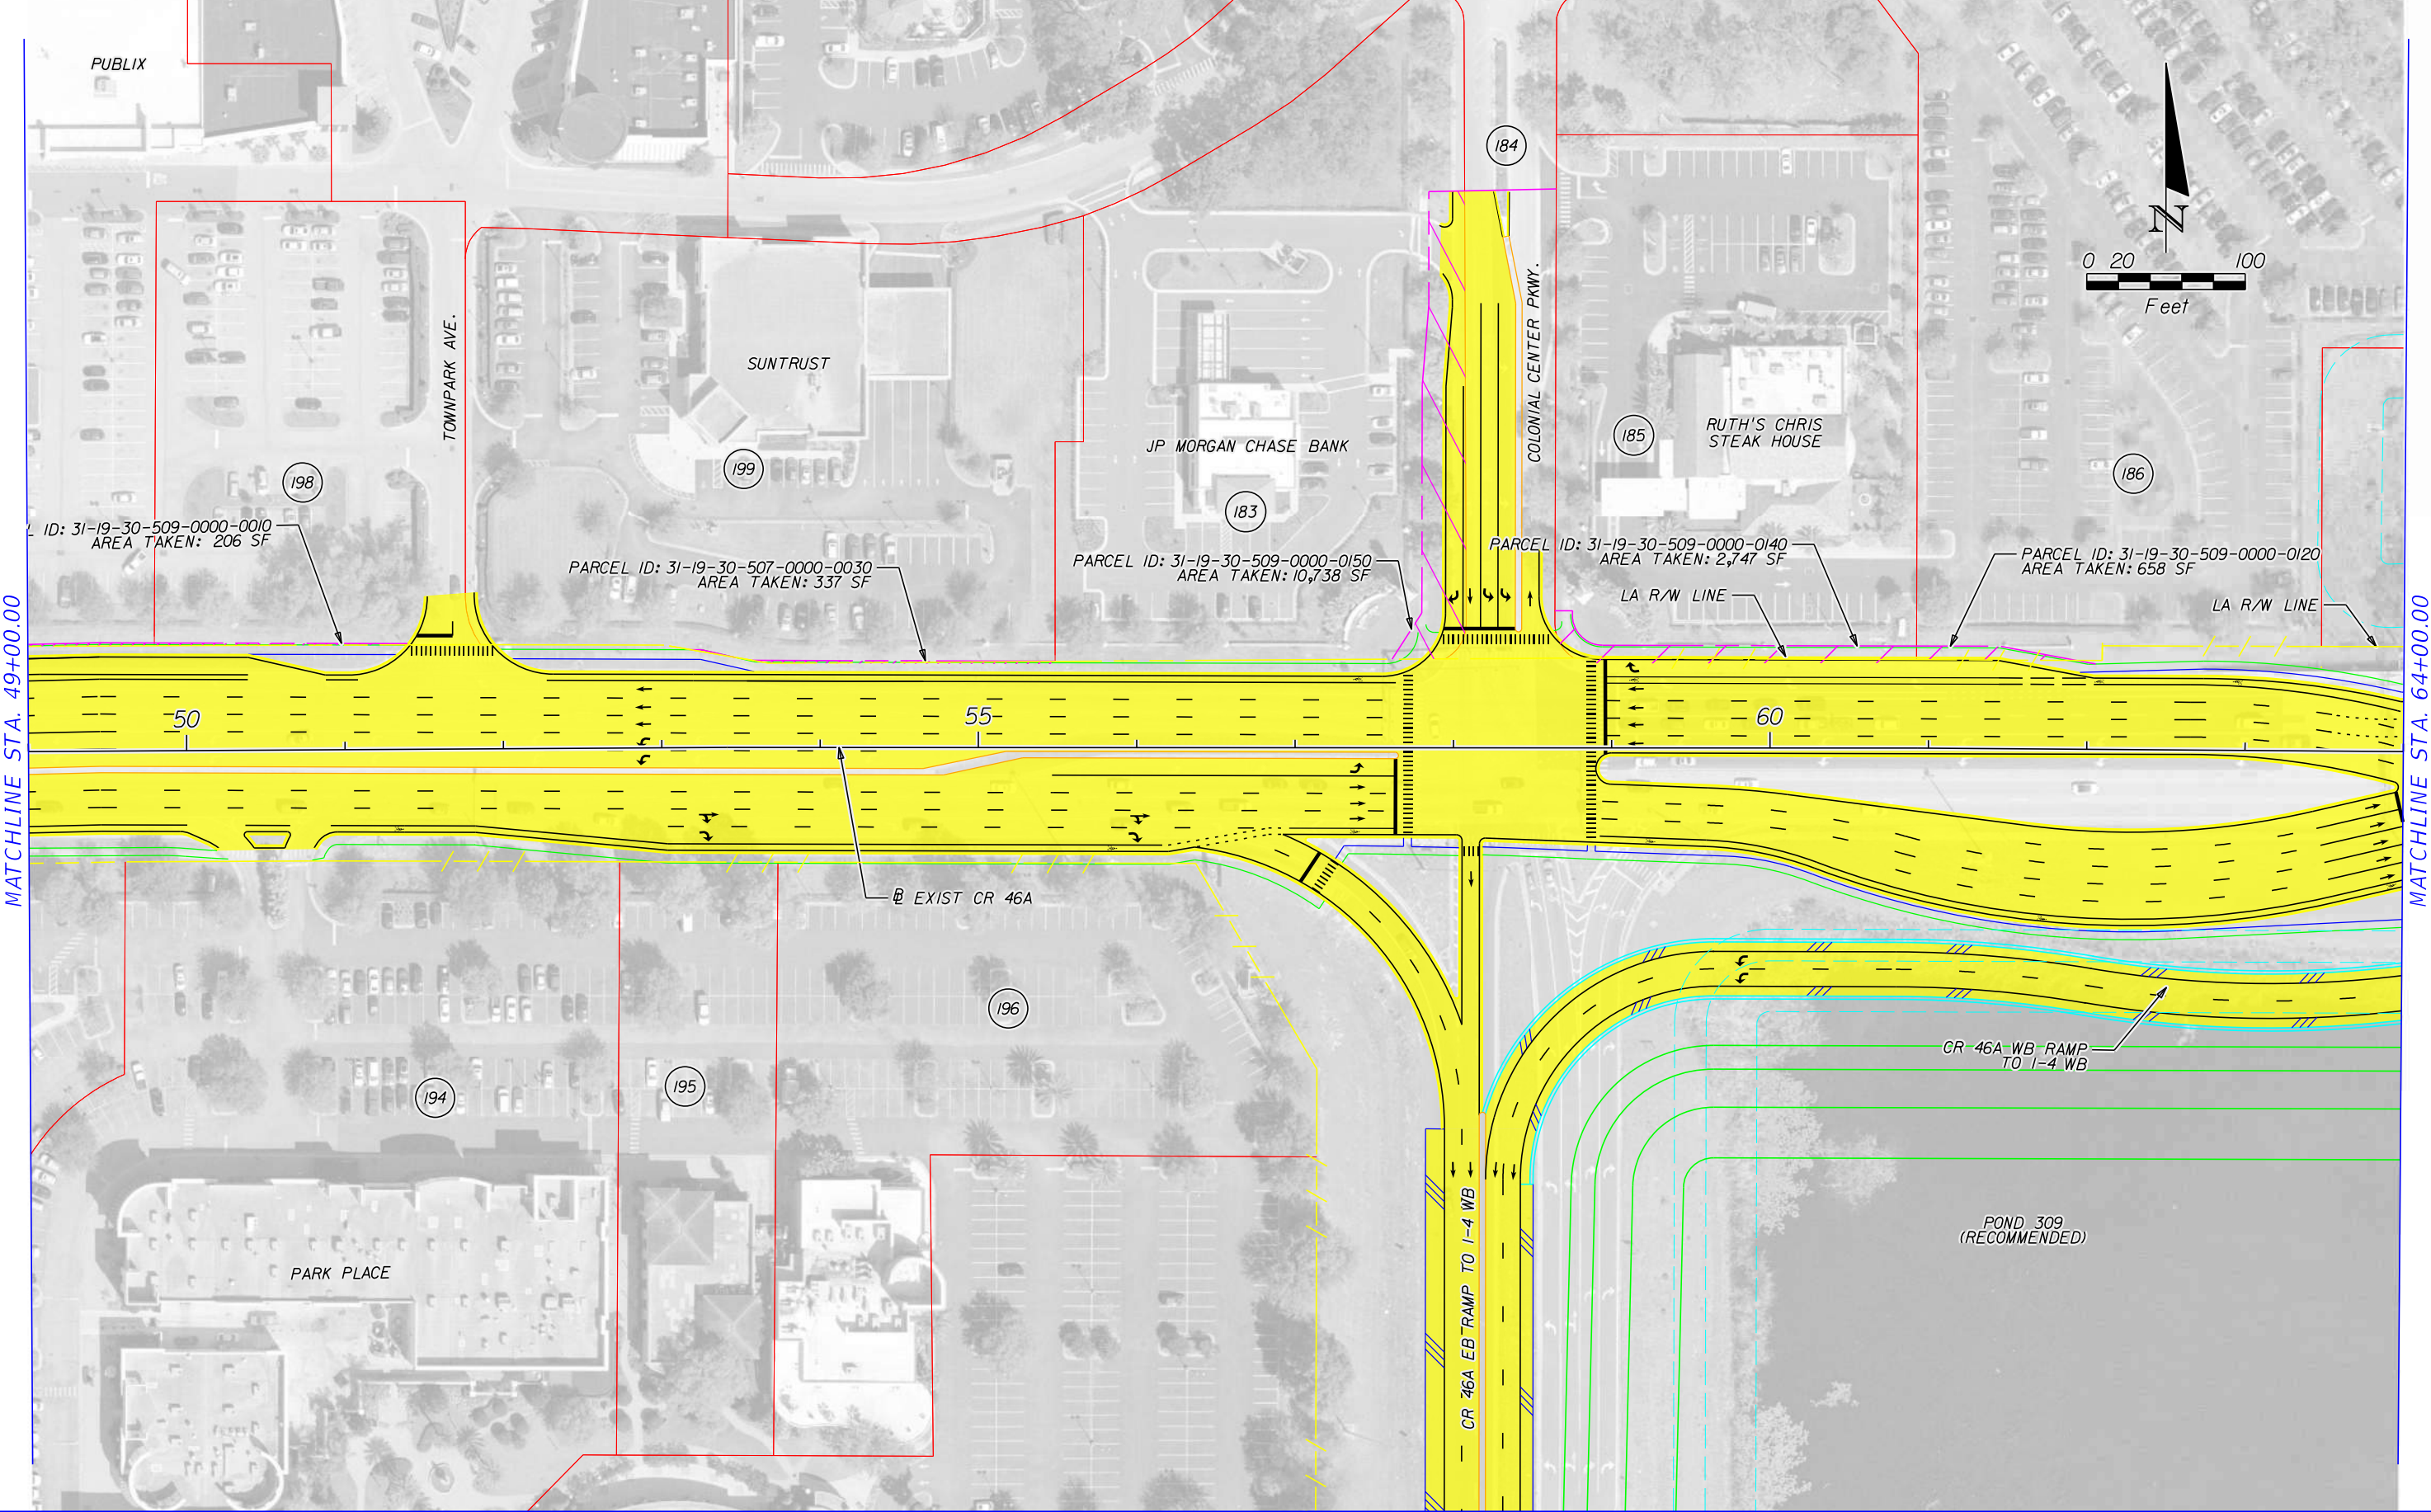 PUBLIX
184
N
0 20 100
Feet
TOWNPARK AVE.
SUNTRUST
COLONIAL CENTER PKWY.
JP MORGAN CHASE BANK
RUTH'S CHRIS
STEAK HOUSE
185
186
198
199
183
L ID: 31-19-30-509-0000-0010
AREA TAKEN: 206 SF
PARCEL ID: 31-19-30-507-0000-0030
AREA TAKEN: 337 SF
PARCEL ID: 31-19-30-509-0000-0150
AREA TAKEN: 10,738 SF
PARCEL ID: 31-19-30-509-0000-0140
AREA TAKEN: 2,747 SF
PARCEL ID: 31-19-30-509-0000-0120
AREA TAKEN: 658 SF
LA R/W LINE
LA R/W LINE
MATCHLINE STA. 49+00.00
MATCHLINE STA. 64+00.00
50
55
60
EXIST CR 46A
196
195
194
CR 46A WB RAMP
TO I-4 WB
CR 46A EB RAMP TO I-4 WB
POND 309
(RECOMMENDED)
PARK PLACE